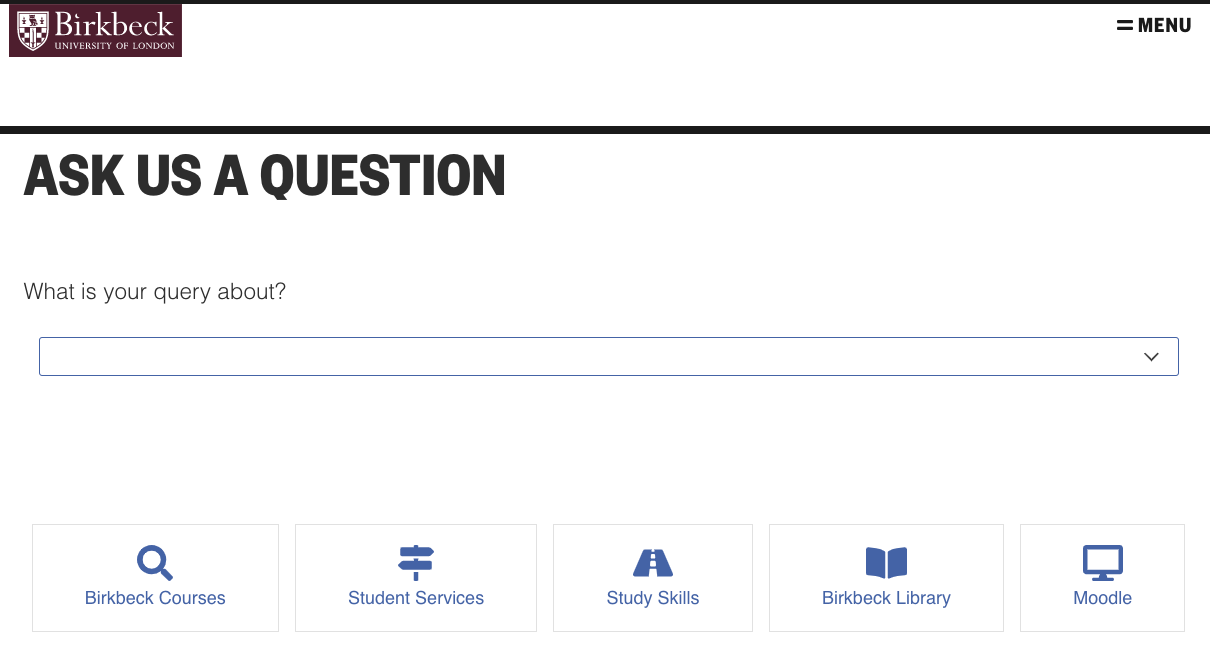 Birkbeck
UNIVERSITY OF LONDON
MENU
ASK US A QUESTION
What is your query about?
Birkbeck Courses
Student Services
Study Skills
Birkbeck Library
Moodle